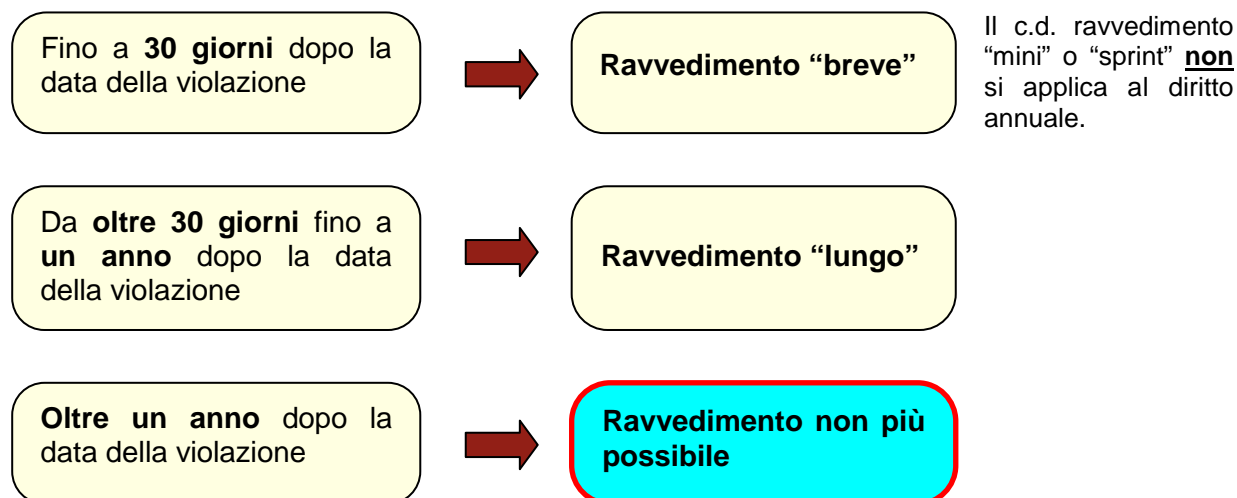 Fino a 30 giorni dopo la
data della violazione
Ravvedimento “breve”
Il c.d. ravvedimento
“mini” o “sprint” non
si applica al diritto
annuale.
Da oltre 30 giorni fino a
un anno dopo la data
della violazione
Ravvedimento “lungo”
Oltre un anno dopo la
data della violazione
Ravvedimento non più
possibile